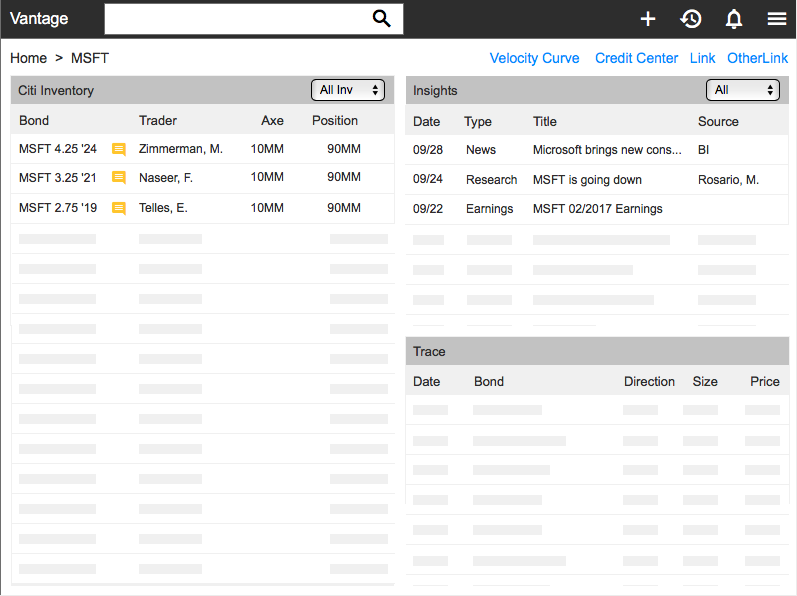 Vantage
Home > MSFT
Velocity Curve Credit Center Link OtherLink
Citi Inventory All Inv
Bond Trader Axe Position
MSFT 4.25 '24 Zimmerman, M. 10MM 90MM
MSFT 3.25 '21 Naseer, F. 10MM 90MM
MSFT 2.75 '19 Telles, E. 10MM 90MM
Insights All
Date Type Title Source
09/28 News Microsoft brings new cons... BI
09/24 Research MSFT is going down Rosario, M.
09/22 Earnings MSFT 02/2017 Earnings
Trace
Date Bond Direction Size Price